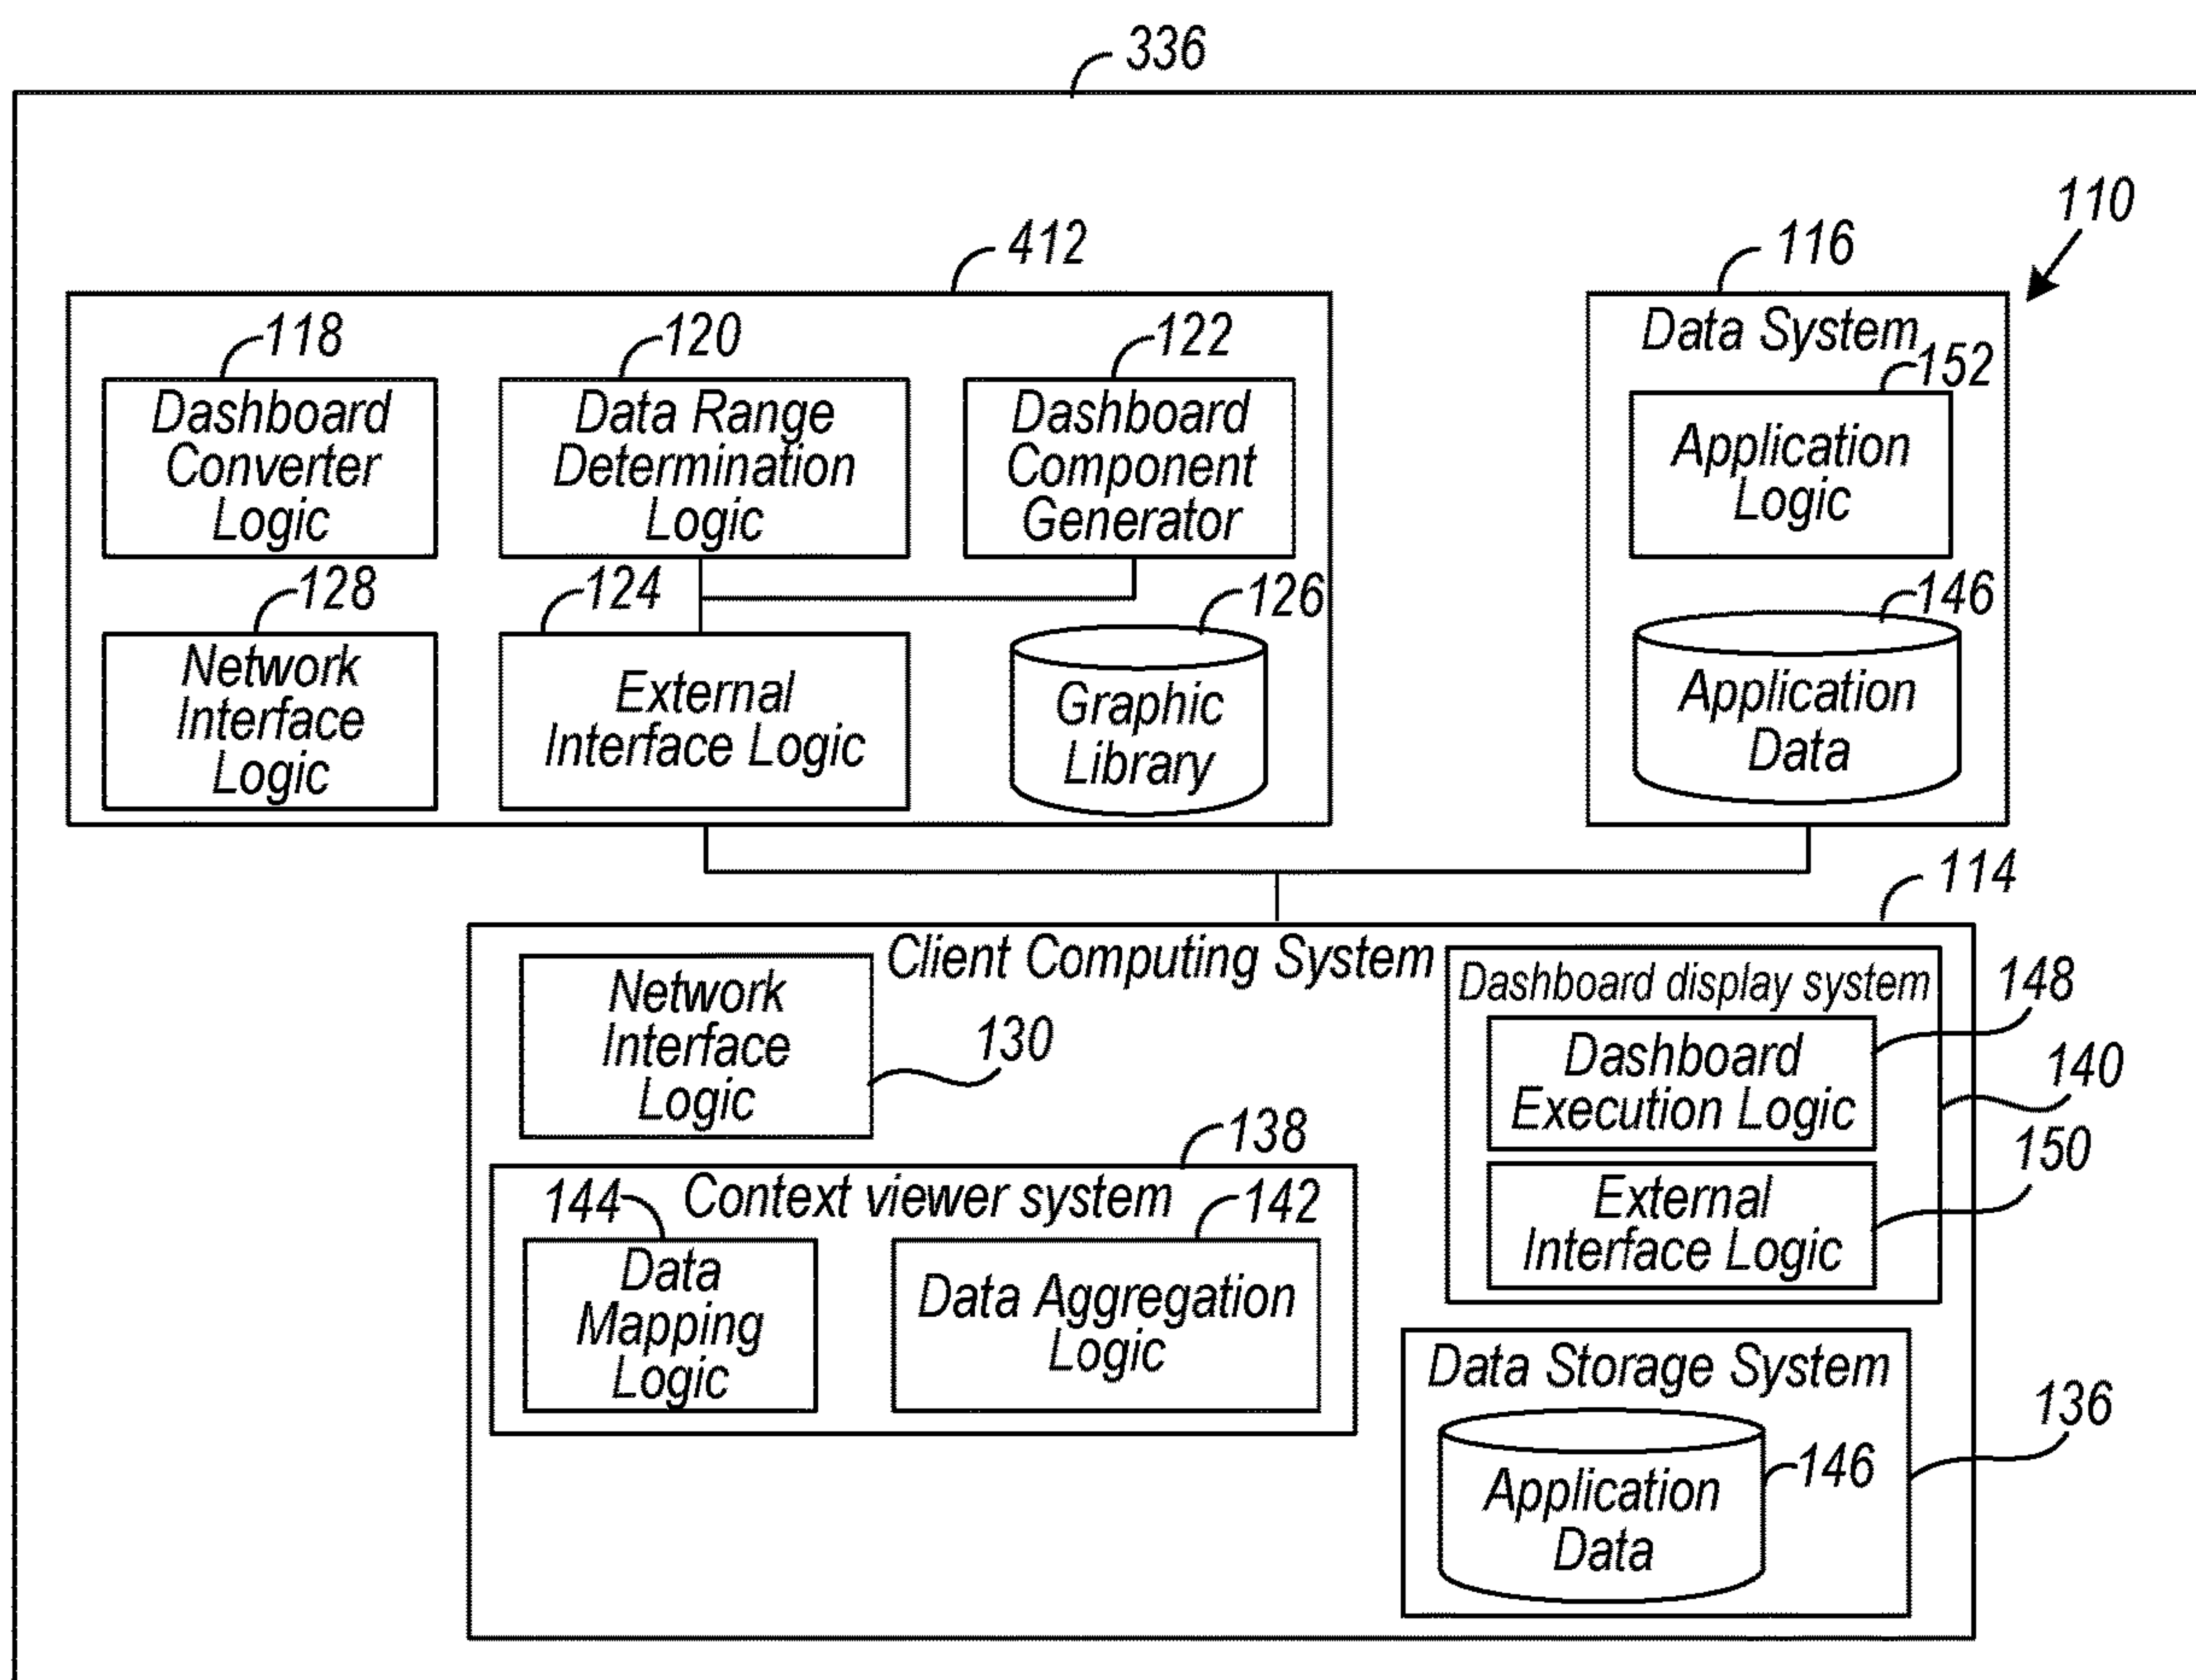 336
110
412
116
Data System
118
120
122
152
Dashboard
Converter
Logic
Data Range
Determination
Logic
Dashboard
Component
Generator
Application
Logic
128
124
126
146
Network
Interface
Logic
External
Interface Logic
Graphic
Library
Application
Data
114
Client Computing System
Network
Interface
Logic
130
Dashboard display system
148
Dashboard
Execution Logic
140
150
External
Interface Logic
138
Context viewer system
144
142
Data
Mapping
Logic
Data Aggregation
Logic
Data Storage System
136
146
Application
Data